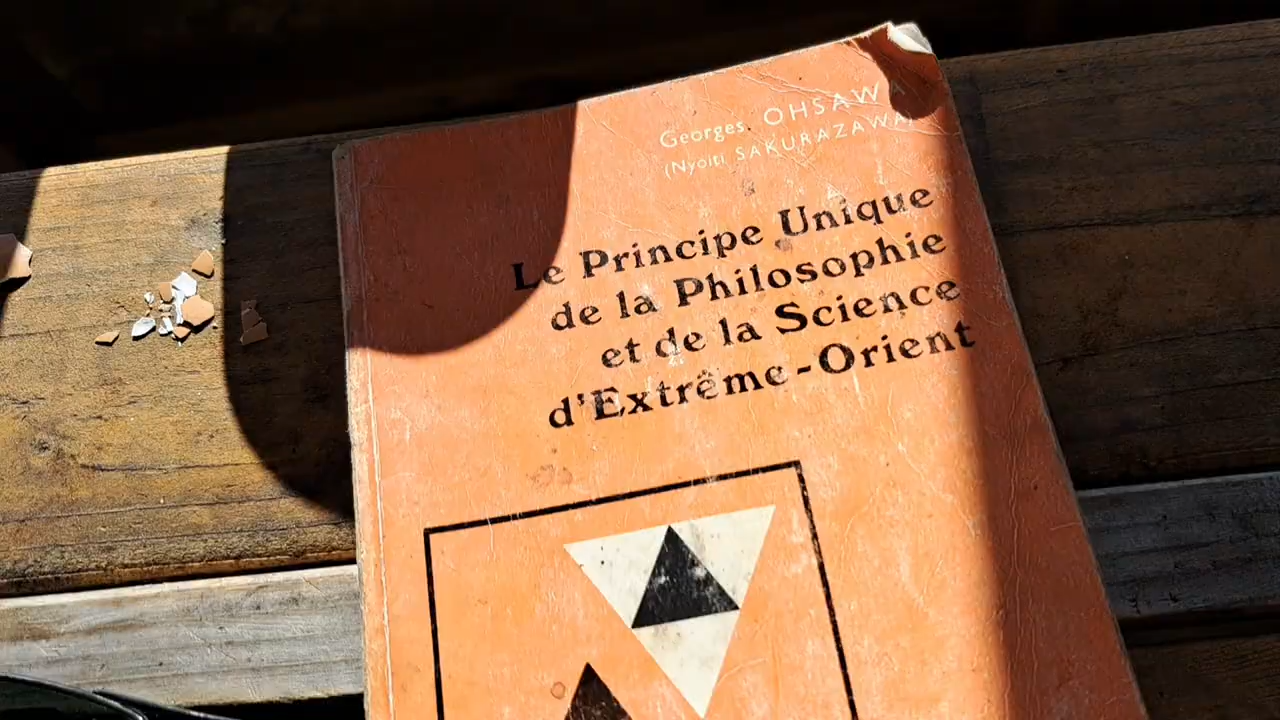 Georges OHSAWA
(Nyoiti SAKURAZAWA)
Le Principe Unique
de la Philosophie
et de la Science
d'Extrême-Orient